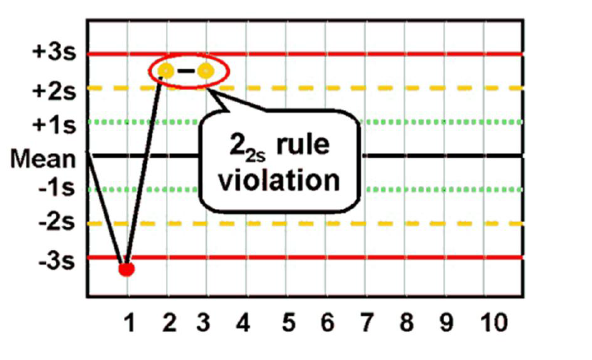 +3s
+2s
+1s
Mean
-1s
-2s
-3s
22s rule
violation
1 2 3 4 5 6 7 8 9 10